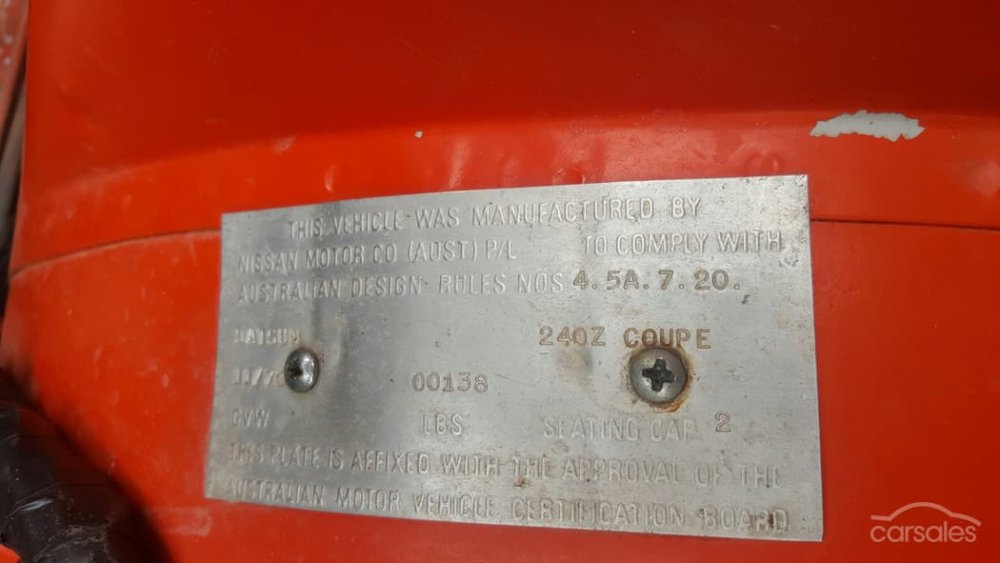 THIS VEHICLE WAS MANUFACTURED BY
NISSAN MOTOR CO (AUST) P/L TO COMPLY WITH
AUSTRALIAN DESIGN RULES NOS 4. 5A. 7. 20.
DATSUN 240Z COUPE
00138
GVW LBS SEATING CAP 2
THIS PLATE IS AFFIXED WITH THE APPROVAL OF THE
AUSTRALIAN MOTOR VEHICLE CERTIFICATION BOARD
carsales